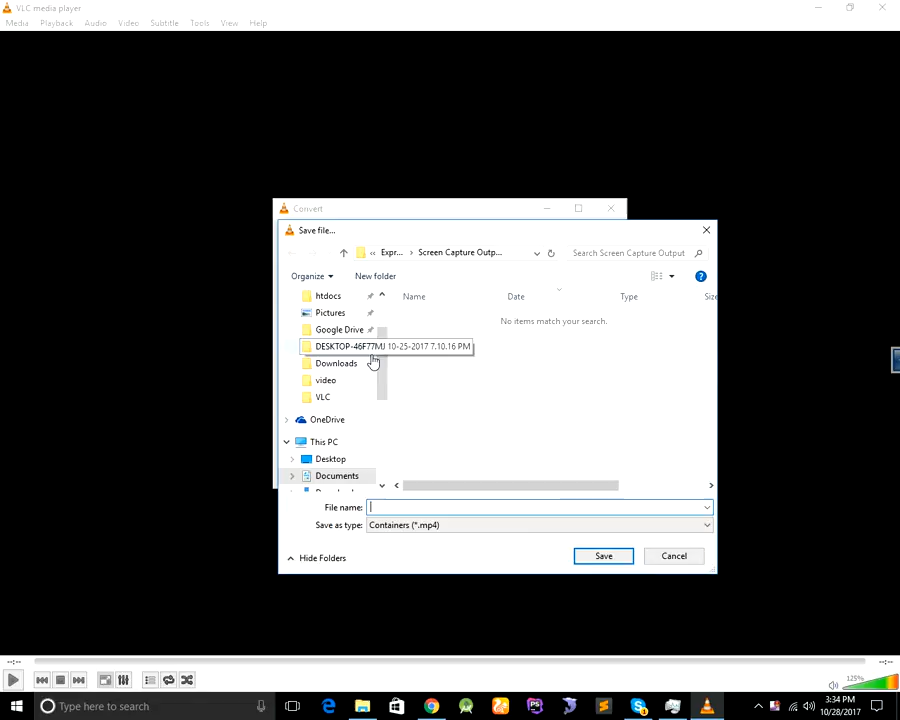 VLC media player
Media Playback Audio Video Subtitle Tools View Help
Convert
Save file...
« Expr... › Screen Capture Outp...
Search Screen Capture Output
Organize
New folder
?
htdocs
Pictures
Google Drive
DESKTOP-46F77MJ 10-25-2017 7.10.16 PM
Downloads
video
VLC
OneDrive
This PC
Desktop
Documents
Name Date Type Size
No items match your search.
File name:
Save as type: Containers (*.mp4)
Hide Folders
Save
Cancel
--:--
--:--
125%
Type here to search
3:34 PM
10/28/2017